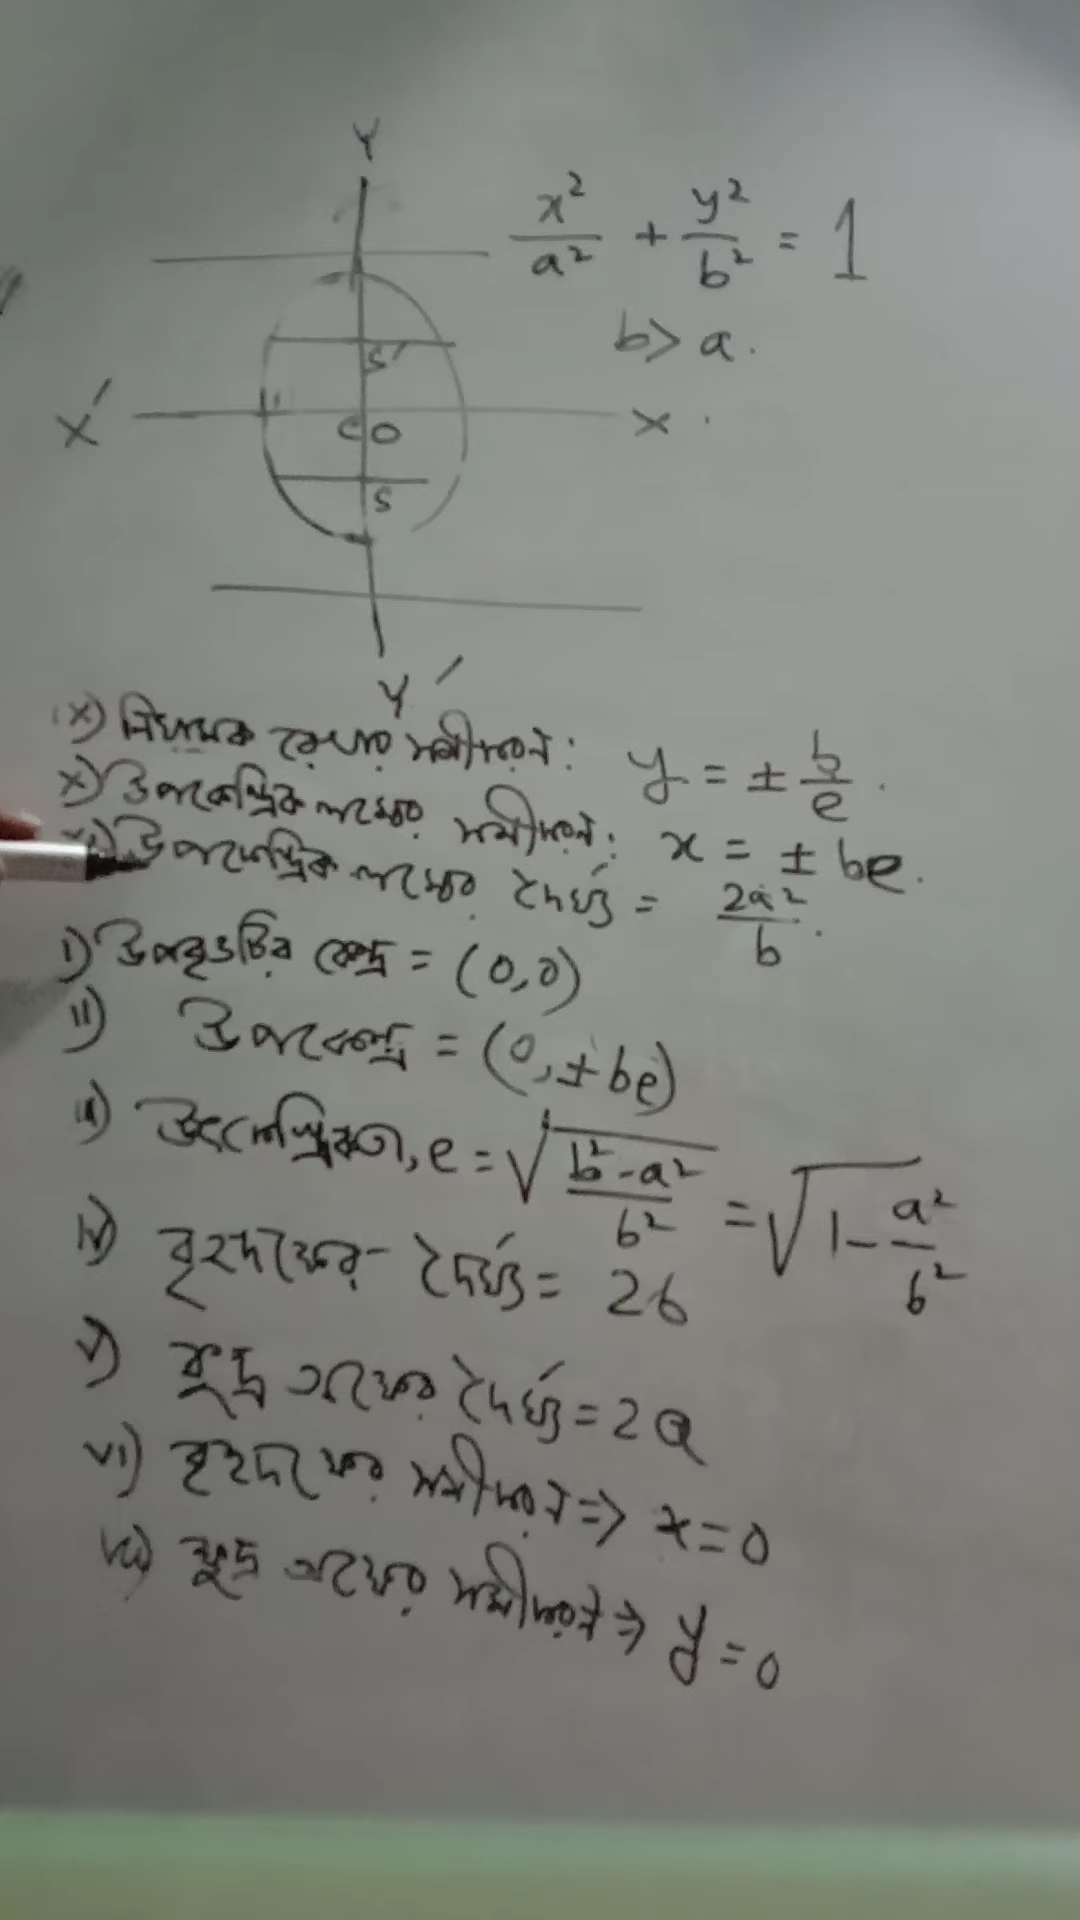 Y
x²/a² + y²/b² = 1
b > a.
S′
X′
C O
X
S
Y′
ix) নিয়ামক রেখার সমীকরণ: y = ± b/e.
x) উপকেন্দ্রিক লম্বের সমীকরণ: x = ± be.
xi) উপকেন্দ্রিক লম্বের দৈর্ঘ্য = 2a²/b.
i) উপবৃত্তটির কেন্দ্র = (0,0)
ii) উপকেন্দ্র = (0, ± be)
iii) উৎকেন্দ্রিকতা, e = √(b²-a²/b²) = √(1 - a²/b²)
iv) বৃহদাক্ষের দৈর্ঘ্য = 2b
v) ক্ষুদ্র অক্ষের দৈর্ঘ্য = 2a
vi) বৃহদাক্ষের সমীকরণ ⇒ x = 0
vii) ক্ষুদ্র অক্ষের সমীকরণ ⇒ y = 0